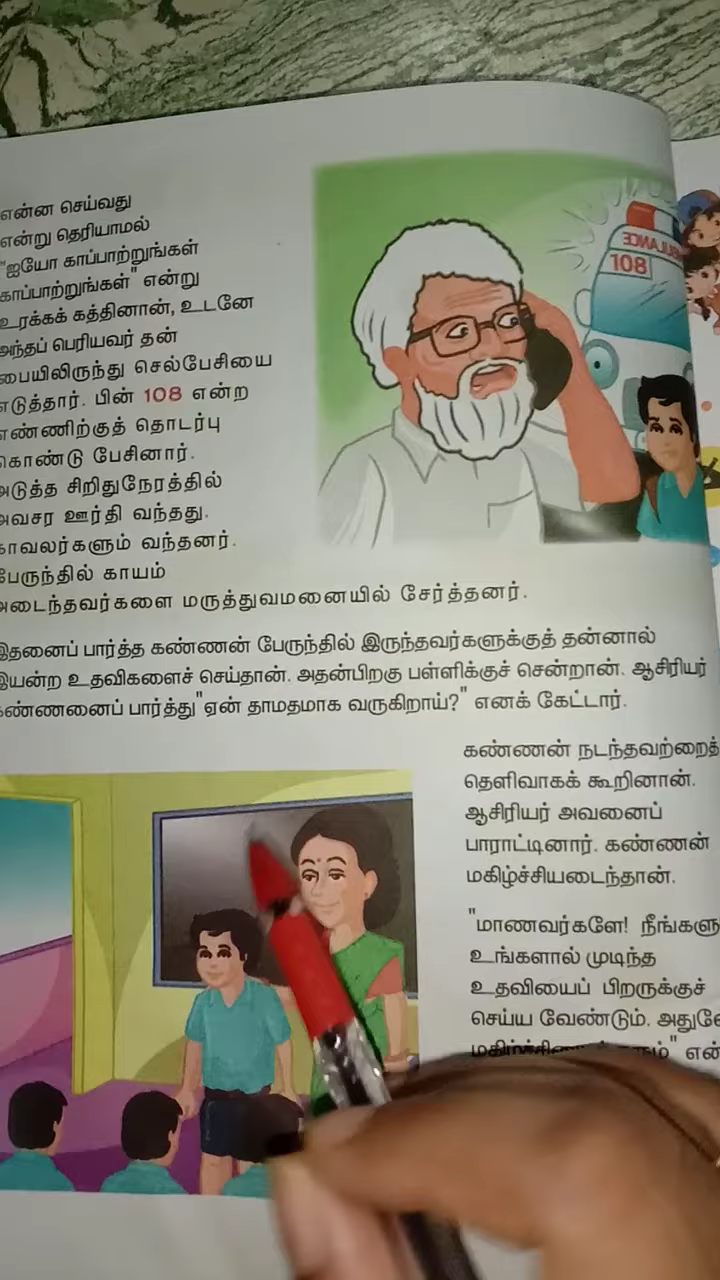 என்ன செய்வது
என்று தெரியாமல்
"ஐயோ காப்பாற்றுங்கள்
காப்பாற்றுங்கள்" என்று
உரக்கக் கத்தினான், உடனே
அந்தப் பெரியவர் தன்
பையிலிருந்து செல்பேசியை
எடுத்தார். பின் 108 என்ற
எண்ணிற்குத் தொடர்பு
கொண்டு பேசினார்.
அடுத்த சிறிதுநேரத்தில்
அவசர ஊர்தி வந்தது.
காவலர்களும் வந்தனர்.
பேருந்தில் காயம்
அடைந்தவர்களை மருத்துவமனையில் சேர்த்தனர்.
AMBULANCE
108
இதனைப் பார்த்த கண்ணன் பேருந்தில் இருந்தவர்களுக்குத் தன்னால்
இயன்ற உதவிகளைச் செய்தான். அதன்பிறகு பள்ளிக்குச் சென்றான். ஆசிரியர்
கண்ணனைப் பார்த்து"ஏன் தாமதமாக வருகிறாய்?" எனக் கேட்டார்.
கண்ணன் நடந்தவற்றைத்
தெளிவாகக் கூறினான்.
ஆசிரியர் அவனைப்
பாராட்டினார். கண்ணன்
மகிழ்ச்சியடைந்தான்.
"மாணவர்களே! நீங்களு
உங்களால் முடிந்த
உதவியைப் பிறருக்குச்
செய்ய வேண்டும். அதுவே